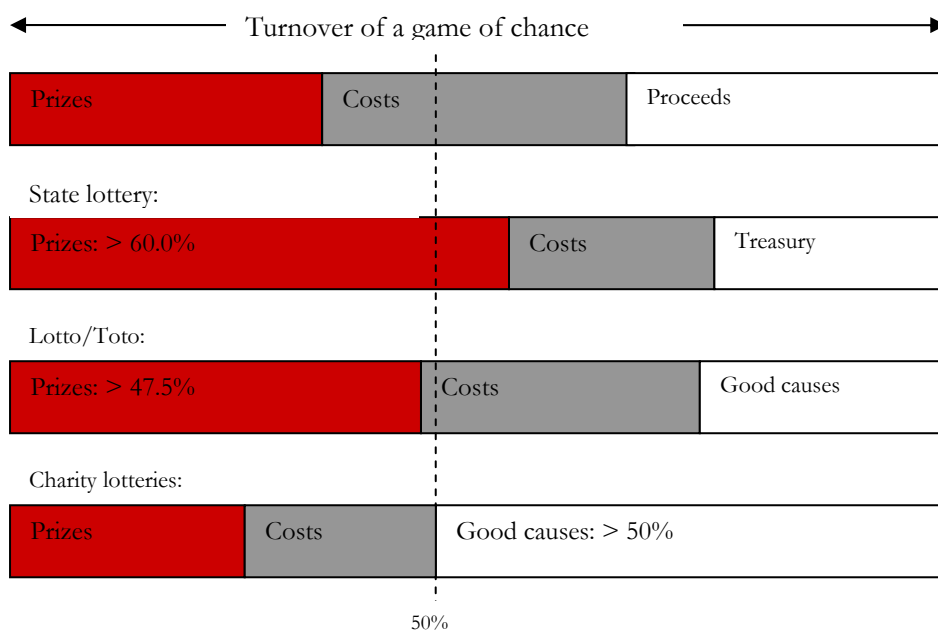 Turnover of a game of chance
Prizes Costs Proceeds
State lottery:
Prizes: > 60.0% Costs Treasury
Lotto/Toto:
Prizes: > 47.5% Costs Good causes
Charity lotteries:
Prizes Costs Good causes: > 50%
50%